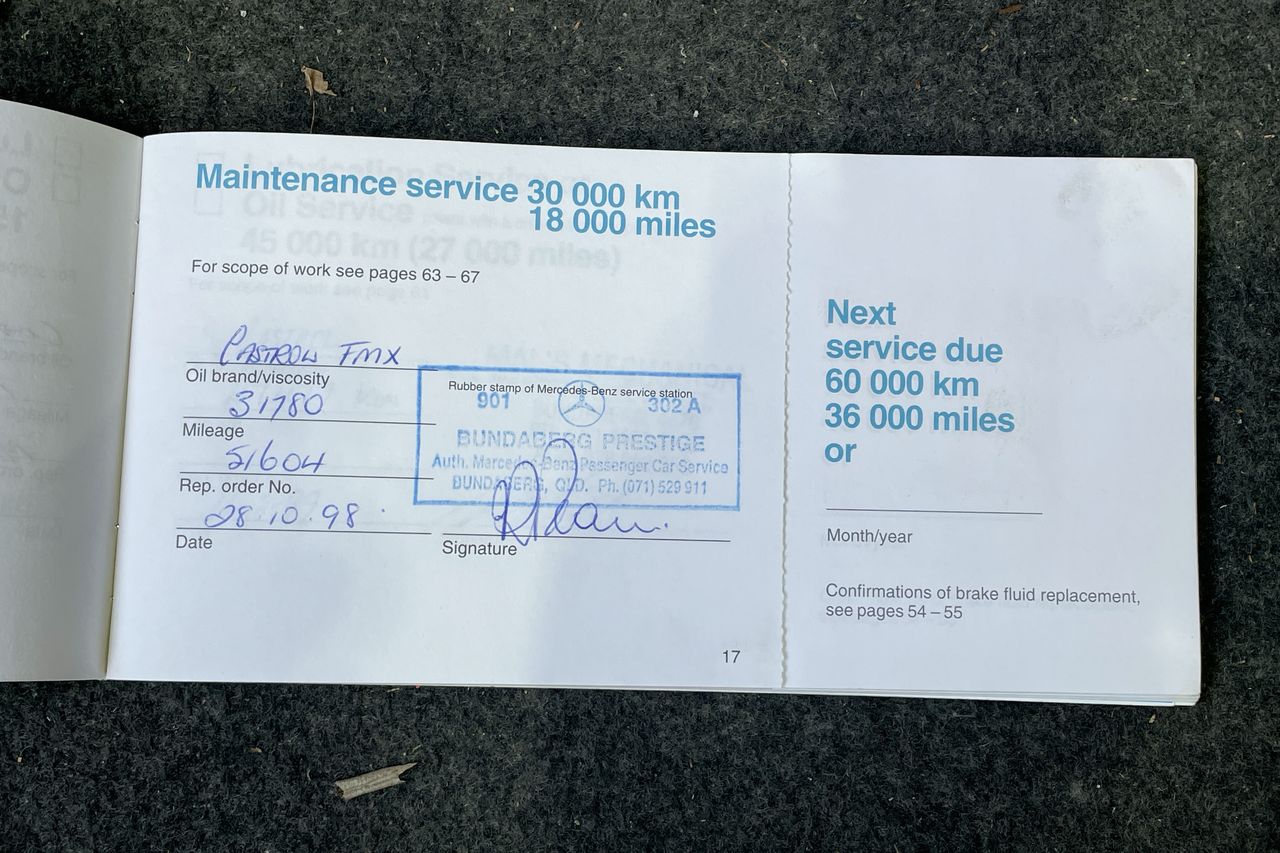 Maintenance service 30 000 km
18 000 miles
For scope of work see pages 63 – 67
Castrol FMX
Oil brand/viscosity
31780
Mileage
51604
Rep. order No.
28.10.98.
Date
Rubber stamp of Mercedes-Benz service station
901 302 A
BUNDABERG PRESTIGE
Auth. Mercedes-Benz Passenger Car Service
BUNDABERG, QLD. Ph. (071) 529 911
Signature
17
Next
service due
60 000 km
36 000 miles
or
Month/year
Confirmations of brake fluid replacement,
see pages 54 – 55